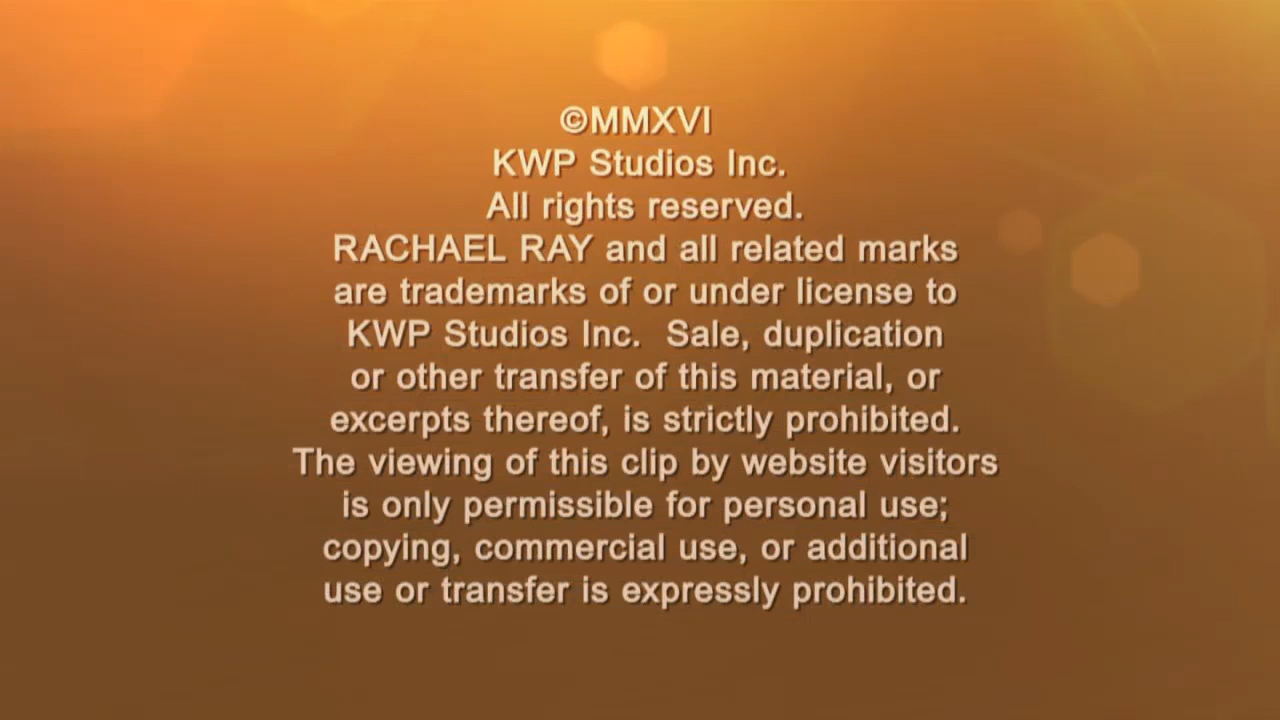 ©MMXVI
KWP Studios Inc.
All rights reserved.
RACHAEL RAY and all related marks
are trademarks of or under license to
KWP Studios Inc.  Sale, duplication
or other transfer of this material, or
excerpts thereof, is strictly prohibited.
The viewing of this clip by website visitors
is only permissible for personal use;
copying, commercial use, or additional
use or transfer is expressly prohibited.